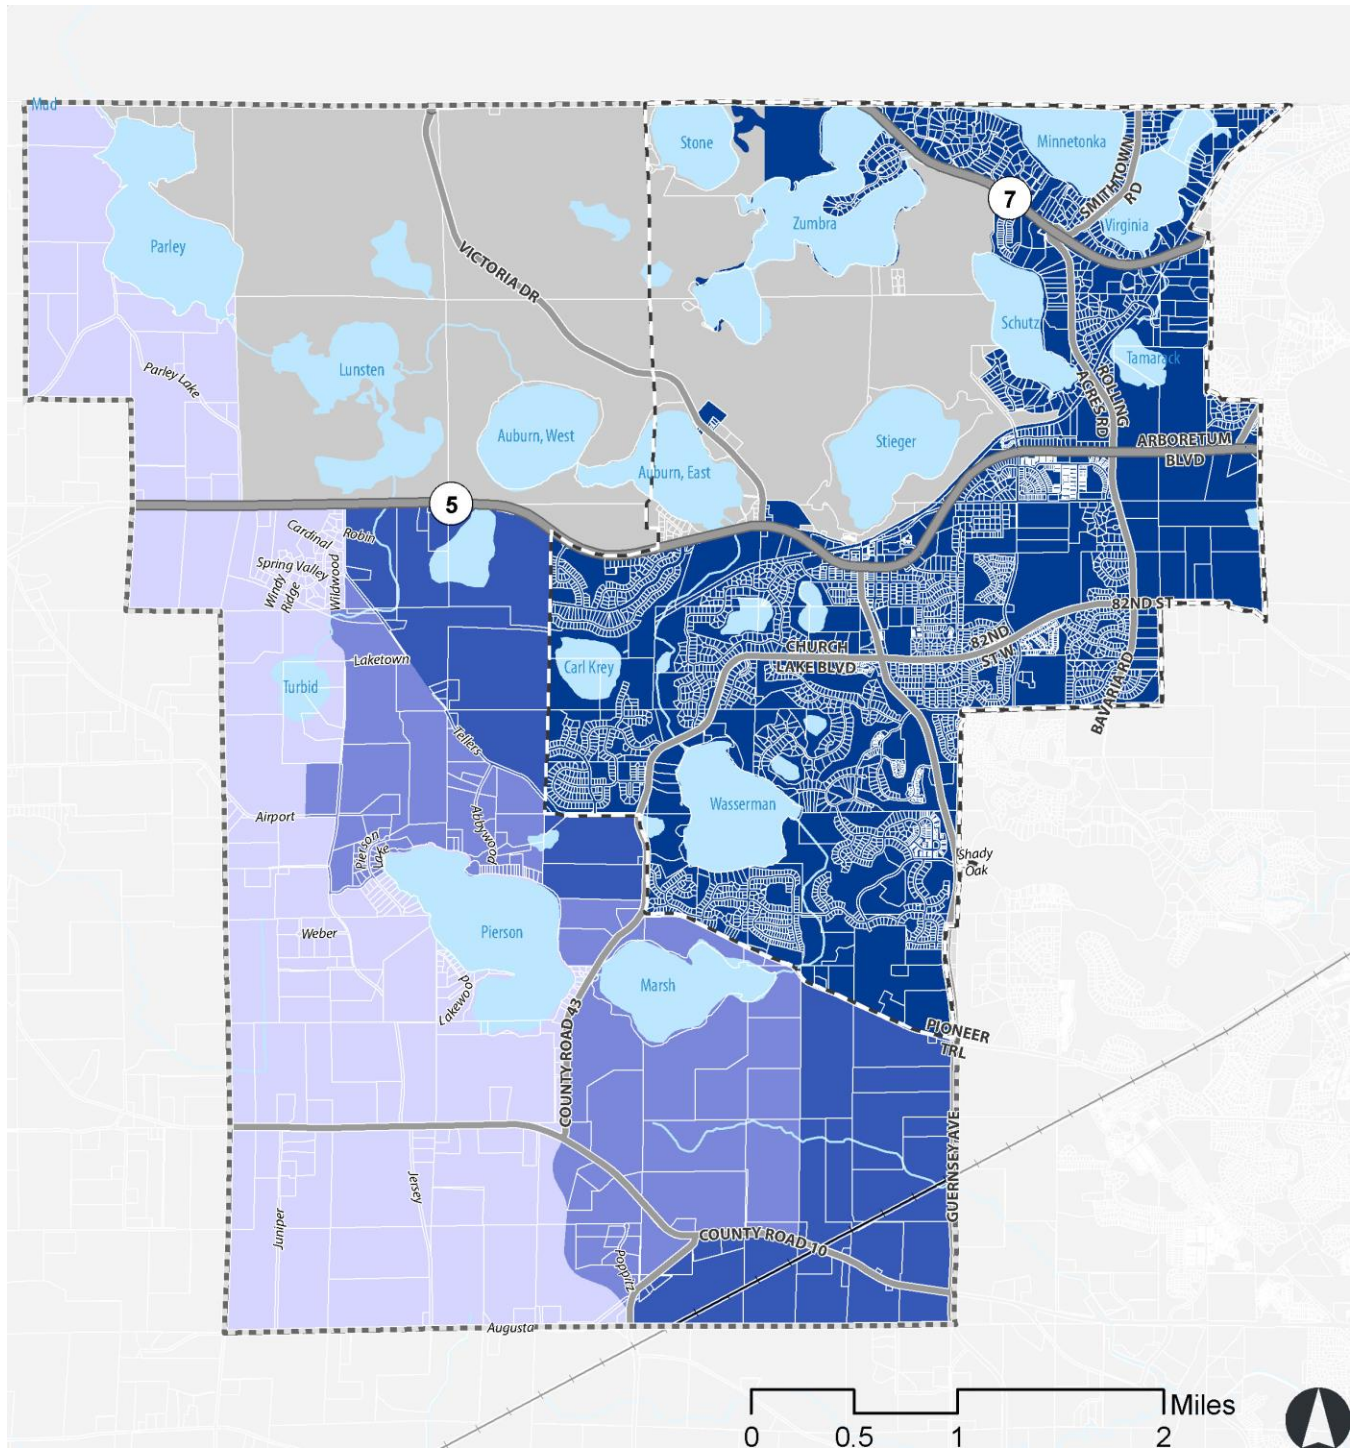 Mud
Stone
Minnetonka
SMITHTOWN
RD
7
Zumbra
Virginia
Parley
VICTORIA DR
Schutz
Tamarack
Lunsten
Parley Lake
ROLLING
ACRES RD
Auburn, West
Stieger
ARBORETUM
BLVD
Auburn, East
5
Cardinal
Robin
Spring Valley
Windy
Ridge
Wildwood
82ND ST
82ND
ST W
CHURCH
LAKE BLVD
Laketown
Carl Krey
Turbid
BAVARIA RD
Tellers
Wasserman
Airport
Abbywood
Pierson
Lake
Shady
Oak
Weber
Pierson
Marsh
Lakewood
PIONEER
TRL
COUNTY ROAD 43
GUERNSEY AVE
Jersey
Juniper
COUNTY ROAD 10
Poppitz
Augusta
Miles
0 0.5 1 2